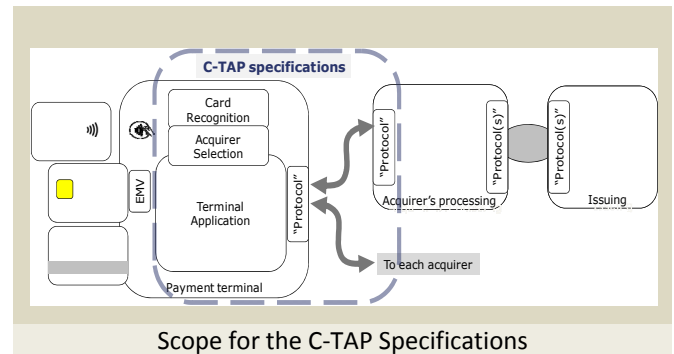 C-TAP specifications
Card
Recognition
Acquirer
Selection
EMV
Terminal
Application
"Protocol"
Payment terminal
"Protocol"
"Protocol(s)"
Acquirer's processing
"Protocol(s)"
Issuing
To each acquirer
Scope for the C-TAP Specifications